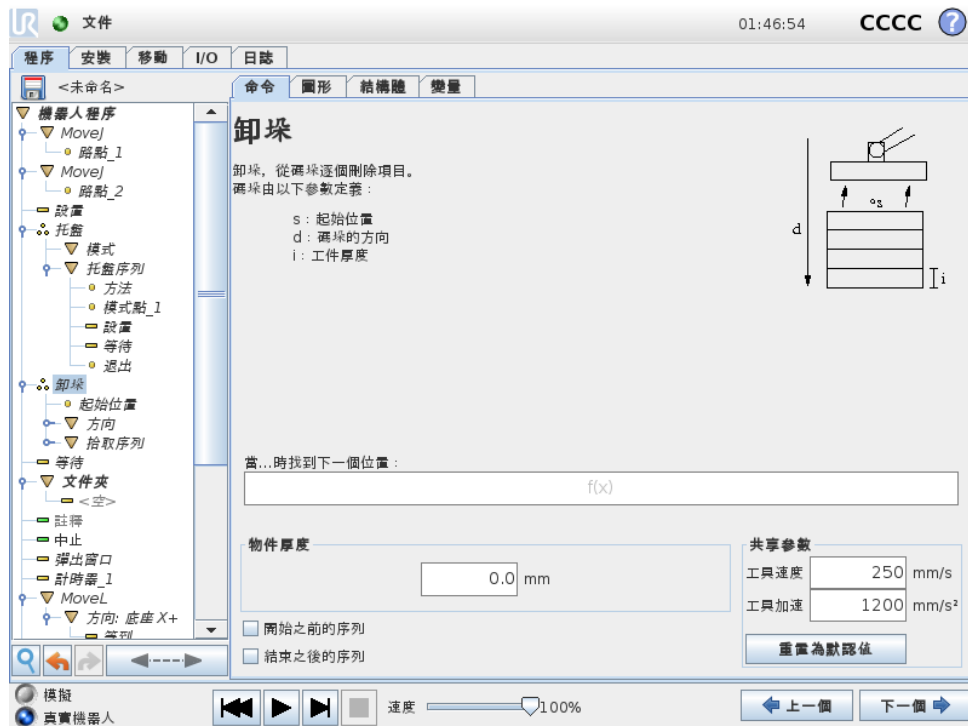 UR 文件 01:46:54 CCCC ?
程序 安裝 移動 I/O 日誌
<未命名>
命令 圖形 結構體 變量
機器人程序
MoveJ
路點_1
MoveJ
路點_2
設置
托盤
模式
托盤序列
方法
模式點_1
設置
等待
退出
卸垛
起始位置
方向
拾取序列
等待
文件夾
<空>
註釋
中止
彈出窗口
計時器_1
MoveL
方向: 底座 X+
等到
卸垛
卸垛，從碼垛逐個刪除項目。
碼垛由以下參數定義：
s：起始位置
d：碼垛的方向
i：工件厚度
s
d
i
當...時找到下一個位置：
f(x)
物件厚度
0.0 mm
開始之前的序列
結束之後的序列
共享參數
工具速度 250 mm/s
工具加速 1200 mm/s²
重置為默認值
模擬
真實機器人
速度 100%
上一個 下一個